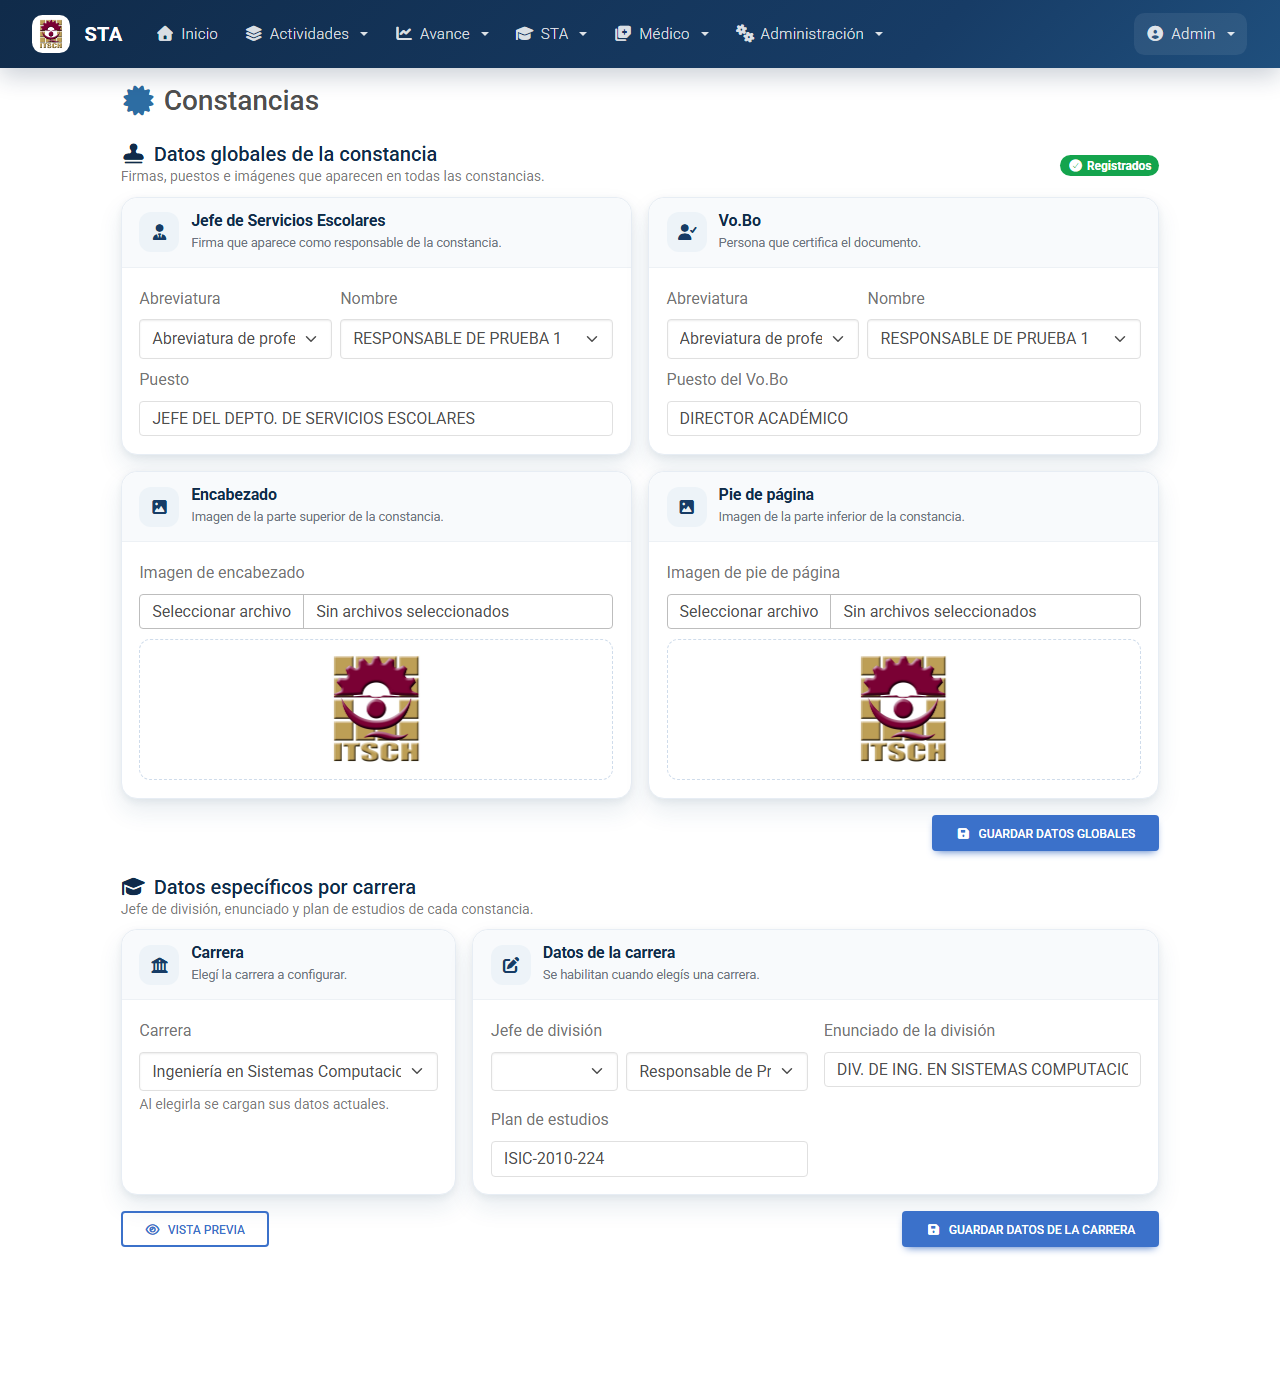 STA
Inicio
Actividades
Avance
STA
Médico
Administración
Admin
Constancias
Datos globales de la constancia
Firmas, puestos e imágenes que aparecen en todas las constancias.
Registrados
Jefe de Servicios Escolares
Firma que aparece como responsable de la constancia.
Abreviatura
Nombre
Abreviatura de profe
RESPONSABLE DE PRUEBA 1
Puesto
JEFE DEL DEPTO. DE SERVICIOS ESCOLARES
Vo.Bo
Persona que certifica el documento.
Abreviatura
Nombre
Abreviatura de profe
RESPONSABLE DE PRUEBA 1
Puesto del Vo.Bo
DIRECTOR ACADÉMICO
Encabezado
Imagen de la parte superior de la constancia.
Imagen de encabezado
Seleccionar archivo
Sin archivos seleccionados
ITSCH
Pie de página
Imagen de la parte inferior de la constancia.
Imagen de pie de página
Seleccionar archivo
Sin archivos seleccionados
ITSCH
GUARDAR DATOS GLOBALES
Datos específicos por carrera
Jefe de división, enunciado y plan de estudios de cada constancia.
Carrera
Elegí la carrera a configurar.
Carrera
Ingeniería en Sistemas Computacic
Al elegirla se cargan sus datos actuales.
Datos de la carrera
Se habilitan cuando elegís una carrera.
Jefe de división
Responsable de Pr
Enunciado de la división
DIV. DE ING. EN SISTEMAS COMPUTACIC
Plan de estudios
ISIC-2010-224
VISTA PREVIA
GUARDAR DATOS DE LA CARRERA